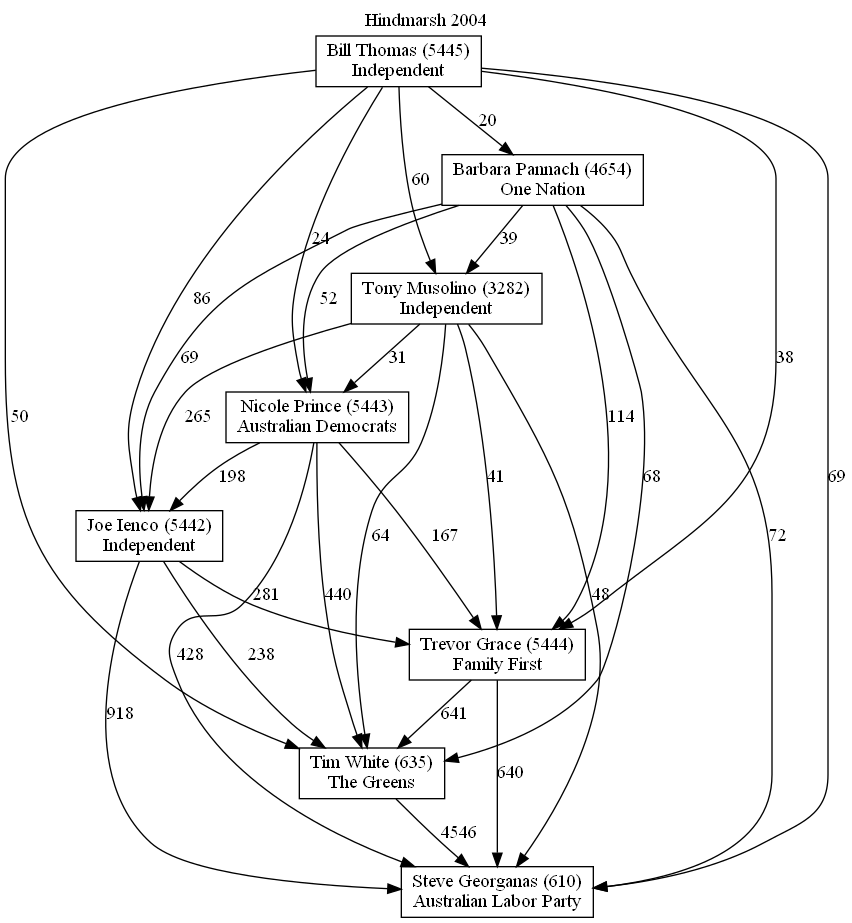 Hindmarsh 2004
Bill Thomas (5445)
Independent
20
Barbara Pannach (4654)
One Nation
60
24
39
Tony Musolino (3282)
Independent
86
52
69
38
31
Nicole Prince (5443)
Australian Democrats
265
50
114
198
41
68
69
Joe Ienco (5442)
Independent
64
167
72
281
440
48
Trevor Grace (5444)
Family First
428
238
918
641
Tim White (635)
The Greens
640
4546
Steve Georganas (610)
Australian Labor Party